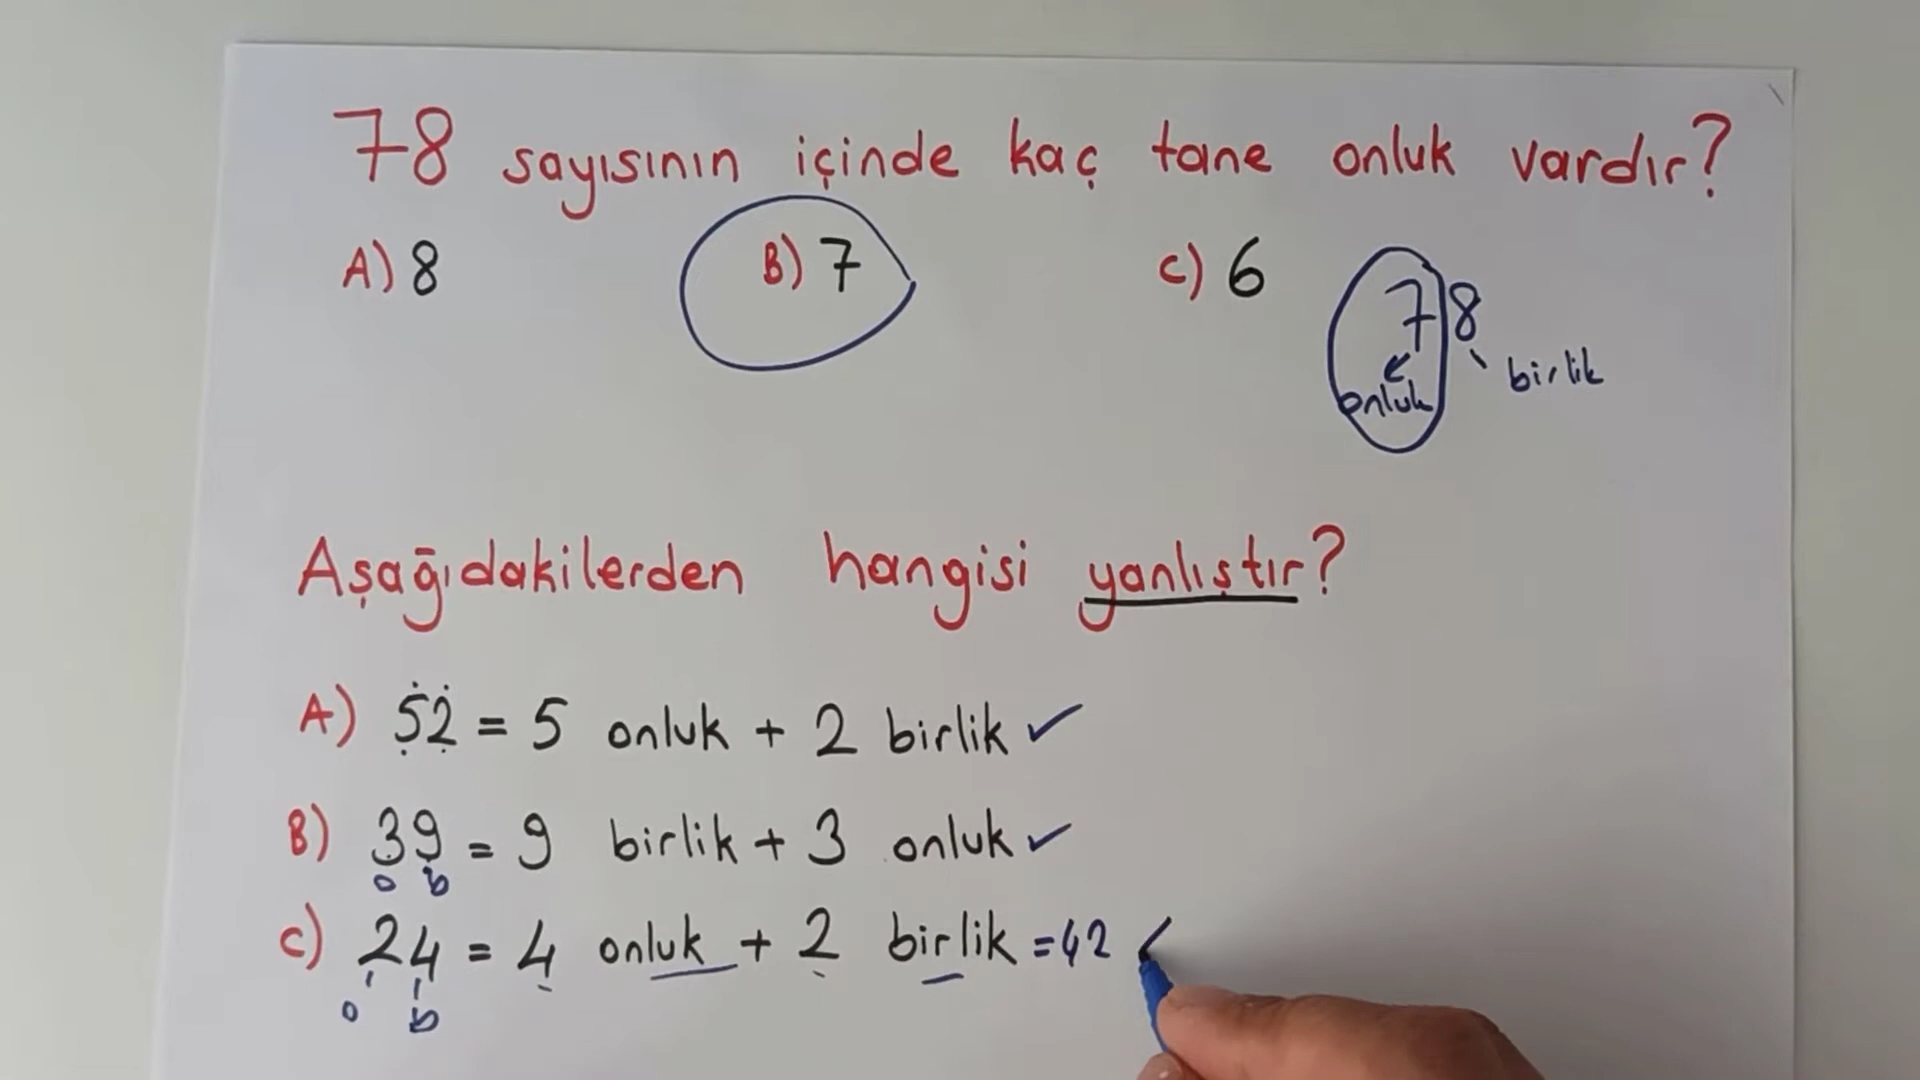 78 sayısının içinde kaç tane onluk vardır?
A) 8 B) 7 C) 6
78
onluk birlik
Aşağıdakilerden hangisi yanlıştır?
A) 52 = 5 onluk + 2 birlik ✓
B) 39 = 9 birlik + 3 onluk ✓
o b
C) 24 = 4 onluk + 2 birlik = 42
o b